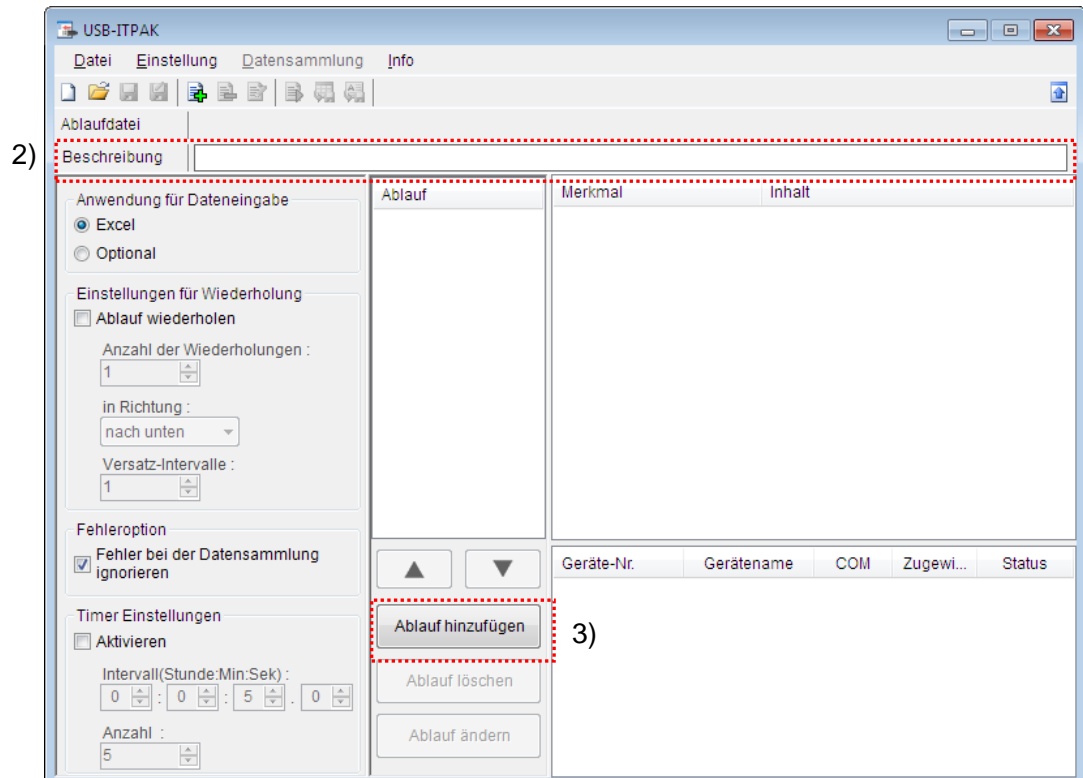 USB-ITPAK
Datei Einstellung Datensammlung Info
Ablaufdatei
2)
Beschreibung
Anwendung für Dateneingabe
Excel
Optional
Einstellungen für Wiederholung
Ablauf wiederholen
Anzahl der Wiederholungen :
1
in Richtung :
nach unten
Versatz-Intervalle :
1
Fehleroption
Fehler bei der Datensammlung
ignorieren
Timer Einstellungen
Aktivieren
Intervall(Stunde:Min:Sek) :
0 : 0 : 5 . 0
Anzahl :
5
Ablauf
Ablauf hinzufügen
3)
Ablauf löschen
Ablauf ändern
Merkmal Inhalt
Geräte-Nr. Gerätename COM Zugewi... Status